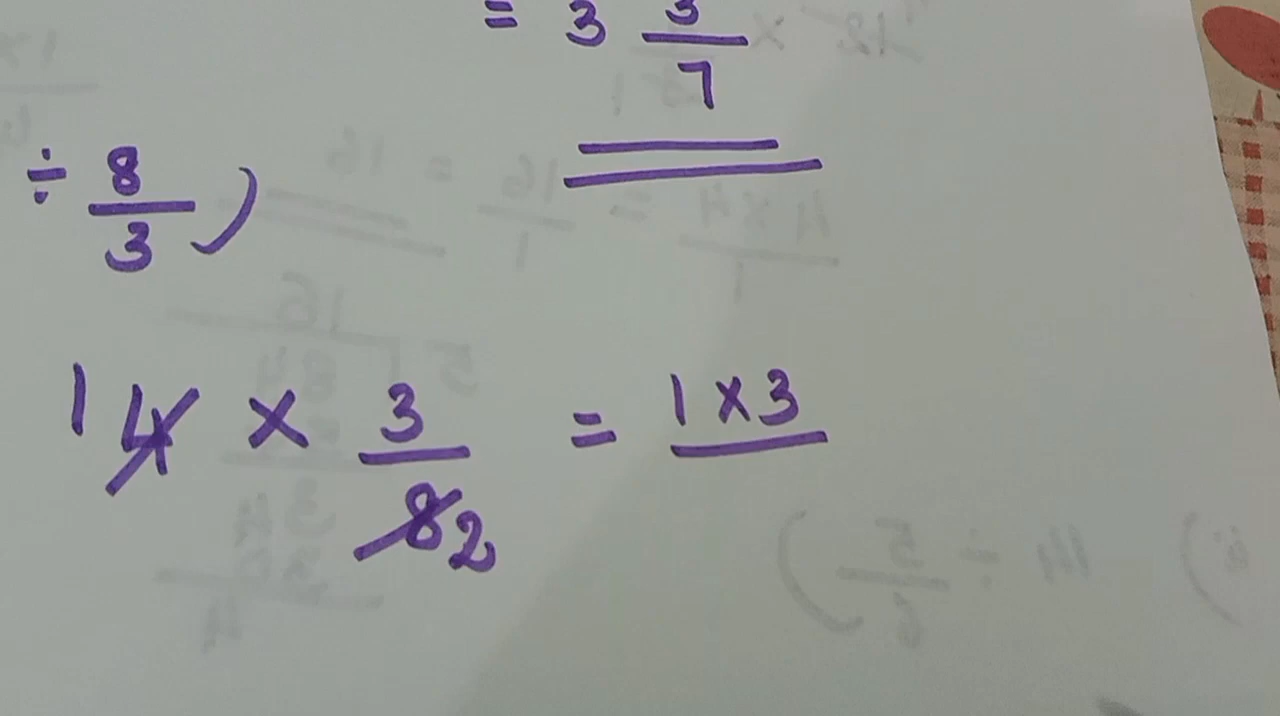 = 3 3/7
÷ 8/3 )
1 4 × 3/8 2 = 1 × 3